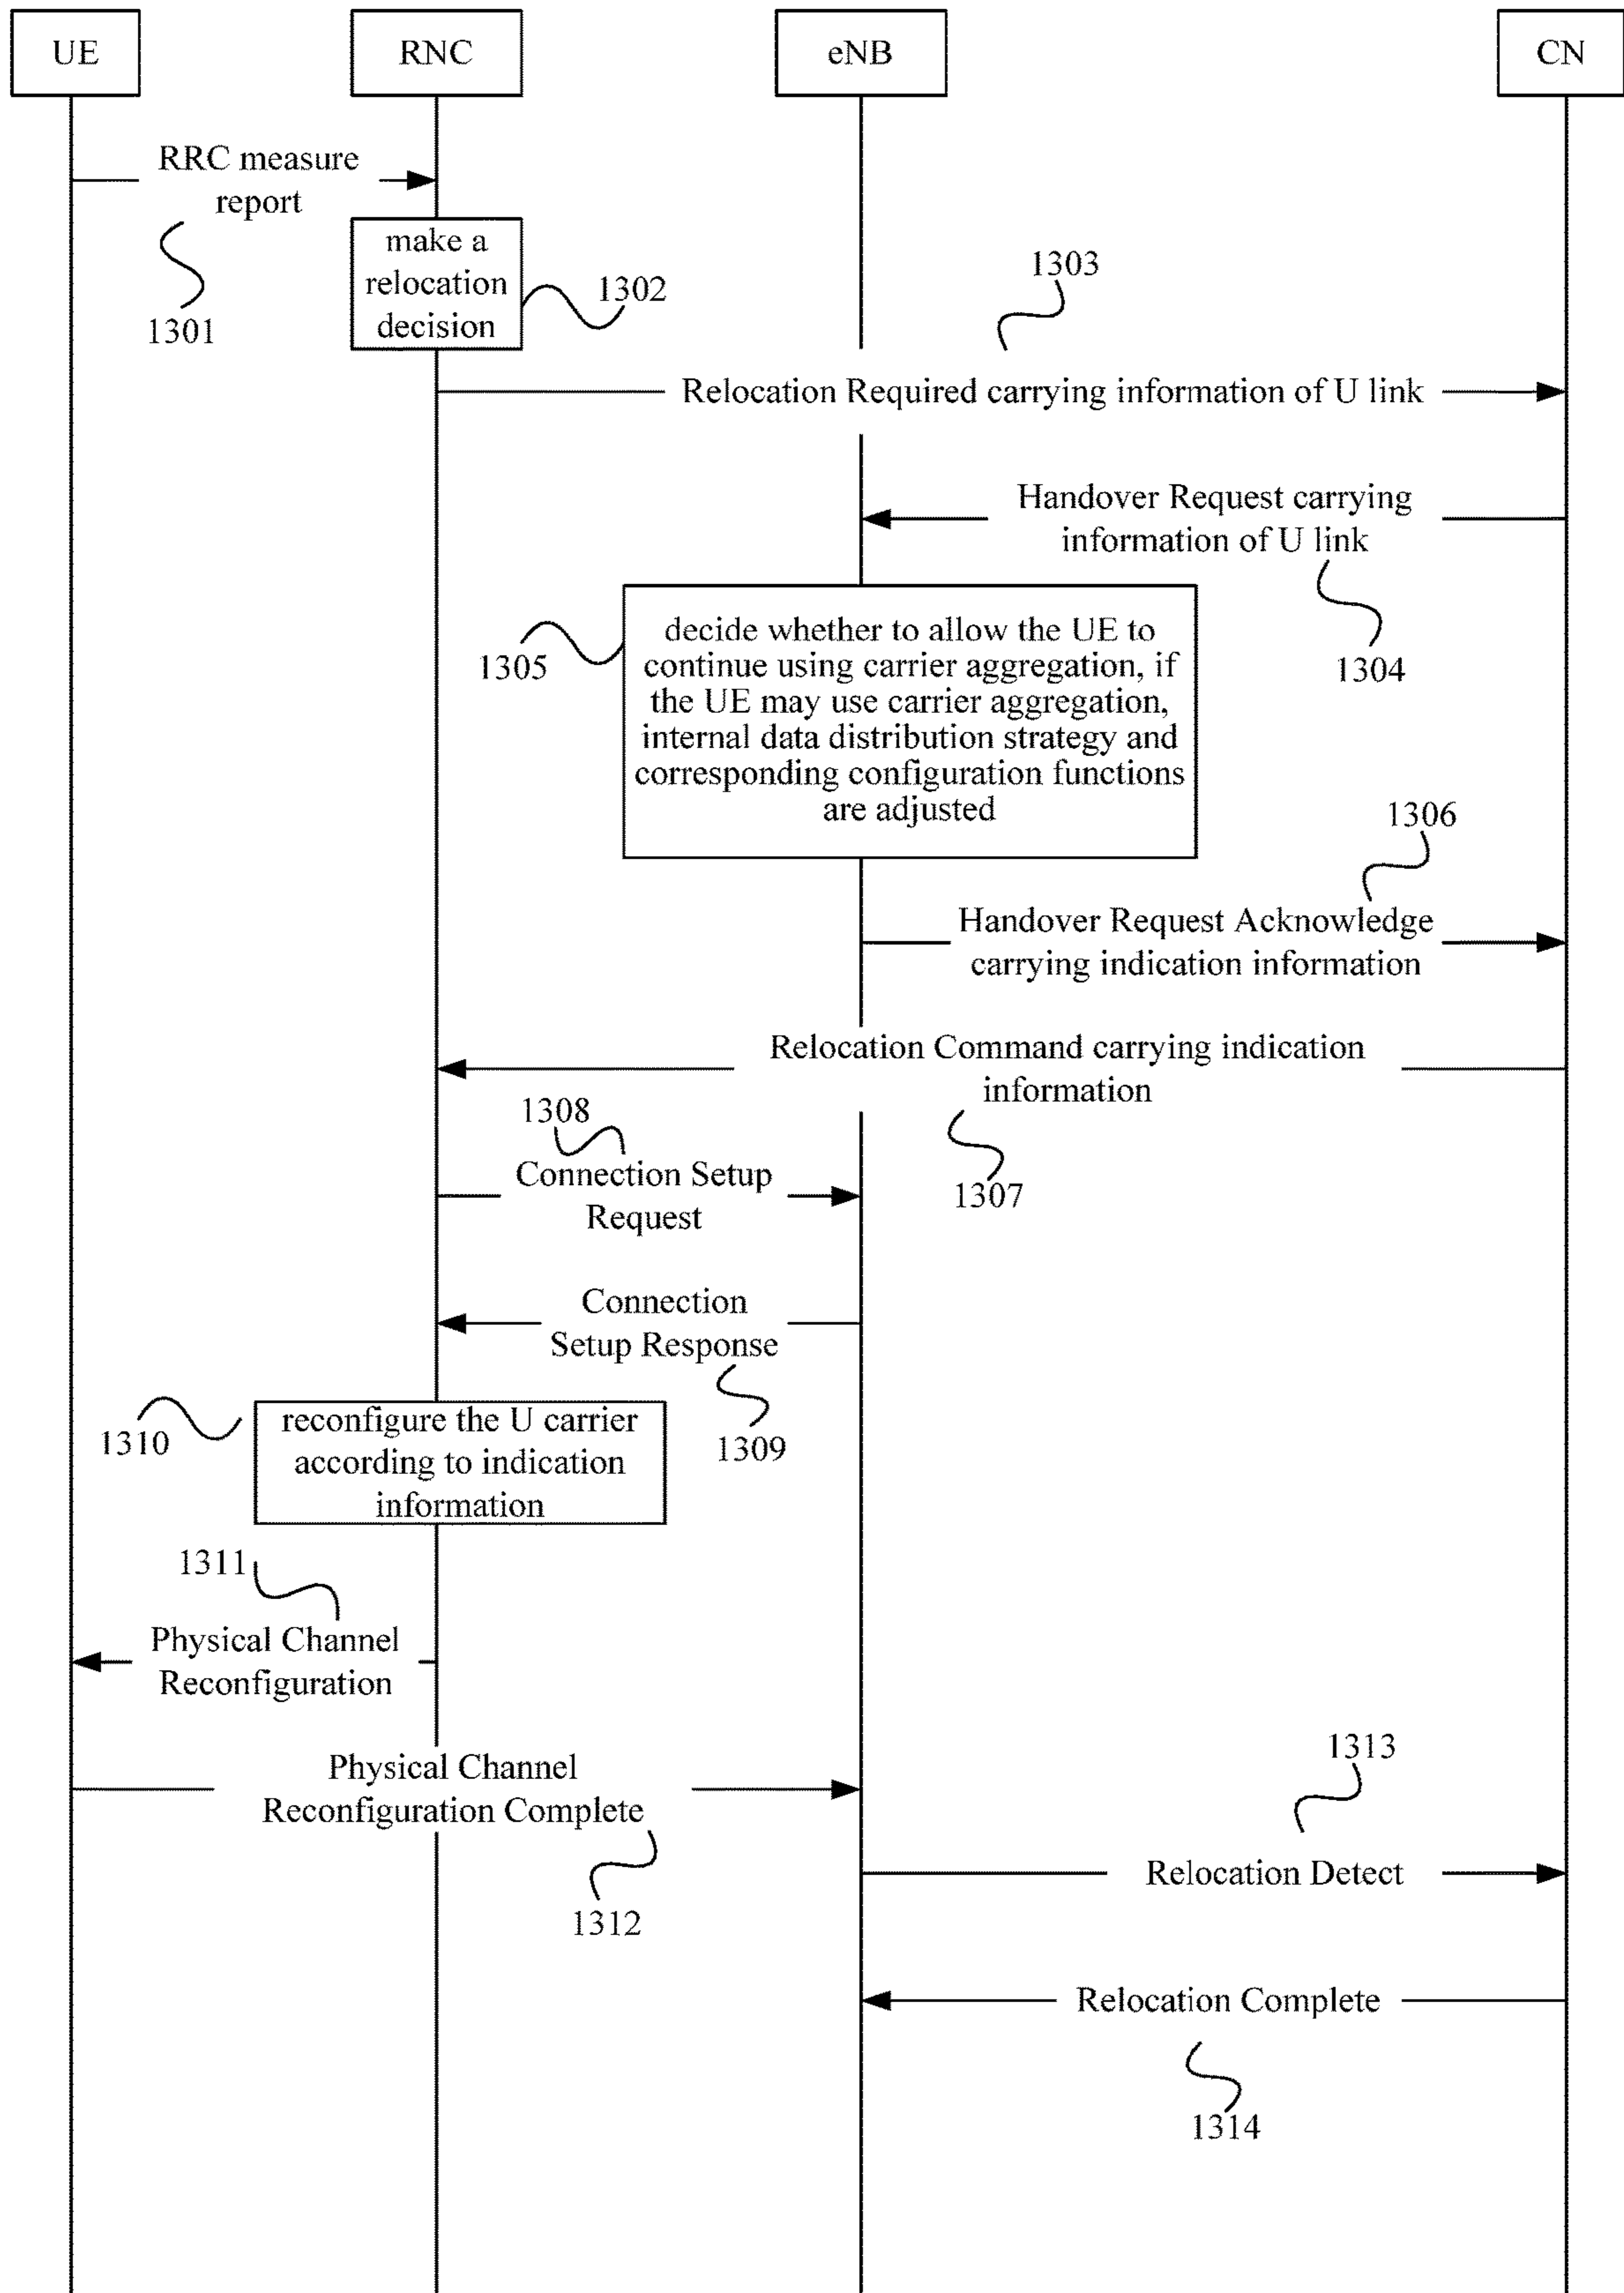 UE
RNC
eNB
CN
RRC measure
report
1301
make a
relocation
decision
1302
1303
Relocation Required carrying information of U link
Handover Request carrying
information of U link
1304
1305
decide whether to allow the UE to
continue using carrier aggregation, if
the UE may use carrier aggregation,
internal data distribution strategy and
corresponding configuration functions
are adjusted
1306
Handover Request Acknowledge
carrying indication information
Relocation Command carrying indication
information
1307
1308
Connection Setup
Request
Connection
Setup Response
1309
1310
reconfigure the U carrier
according to indication
information
1311
Physical Channel
Reconfiguration
Physical Channel
Reconfiguration Complete
1312
1313
Relocation Detect
Relocation Complete
1314